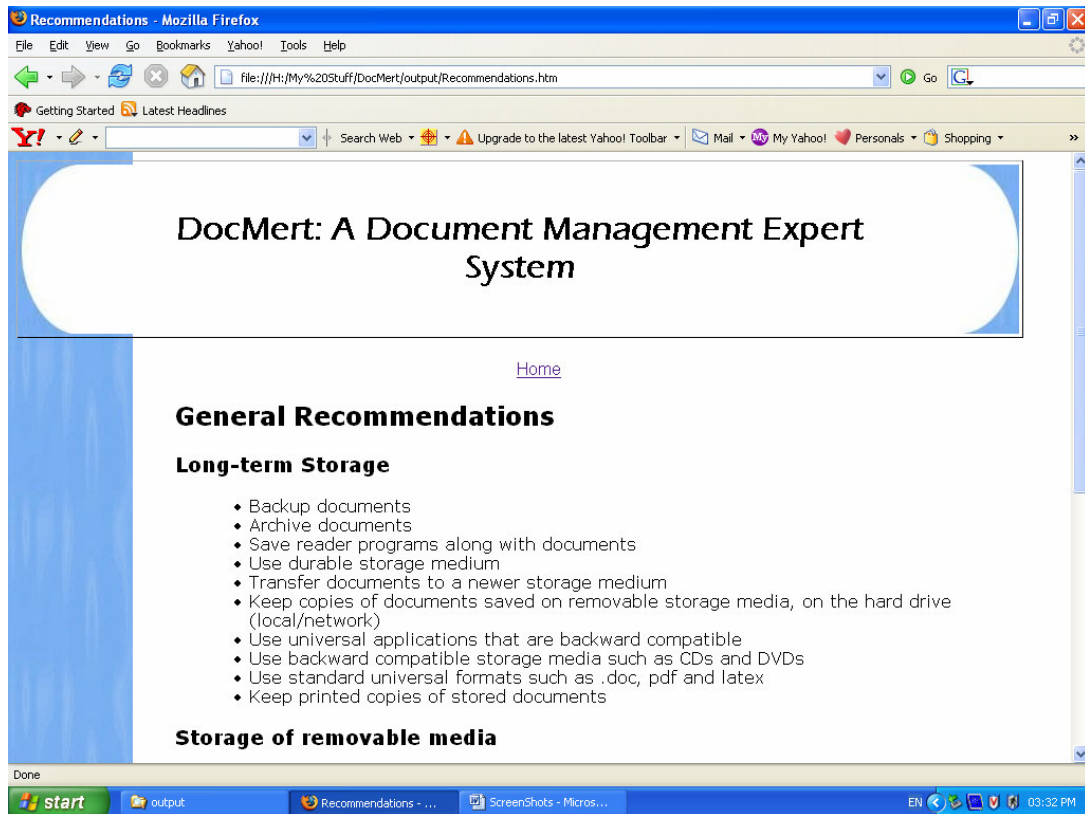 Recommendations - Mozilla Firefox
File Edit View Go Bookmarks Yahoo! Tools Help
file:///H:/My%20Stuff/DocMert/output/Recommendations.htm Go G
Getting Started Latest Headlines
Y! Search Web Upgrade to the latest Yahoo! Toolbar Mail My My Yahoo! Personals Shopping »
DocMert: A Document Management Expert
System
Home
General Recommendations
Long-term Storage
• Backup documents
• Archive documents
• Save reader programs along with documents
• Use durable storage medium
• Transfer documents to a newer storage medium
• Keep copies of documents saved on removable storage media, on the hard drive
(local/network)
• Use universal applications that are backward compatible
• Use backward compatible storage media such as CDs and DVDs
• Use standard universal formats such as .doc, pdf and latex
• Keep printed copies of stored documents
Storage of removable media
Done
start output Recommendations - ... ScreenShots - Micros... EN 03:32 PM